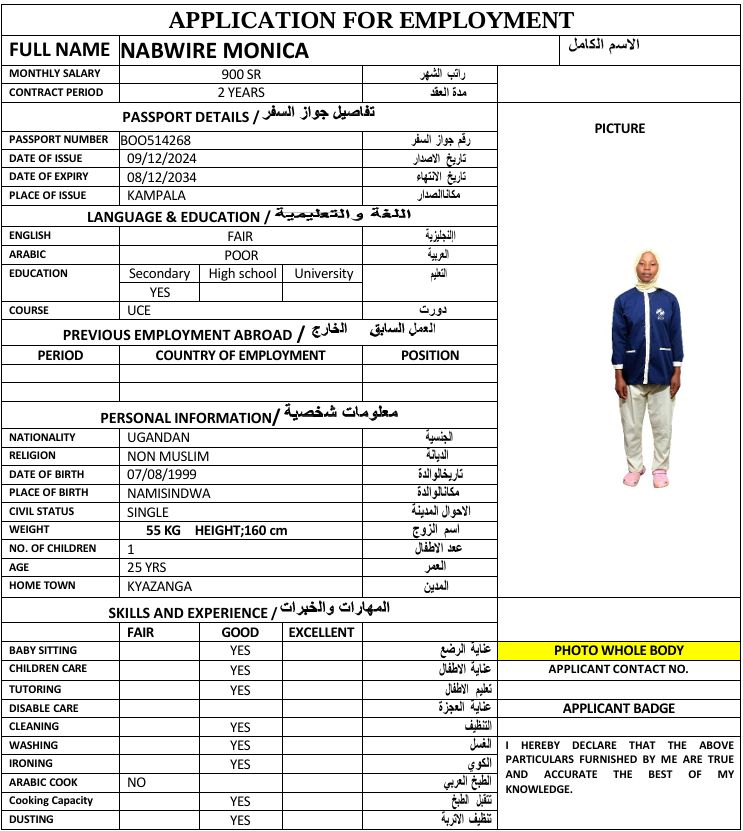 APPLICATION FOR EMPLOYMENT
FULL NAME NABWIRE MONICA الاسم الكامل
MONTHLY SALARY 900 SR راتب الشهر
CONTRACT PERIOD 2 YEARS مدة العقد
PASSPORT DETAILS / تفاصيل جواز السفر
PICTURE
PASSPORT NUMBER BOO514268 رقم جواز السفر
DATE OF ISSUE 09/12/2024 تاريخ الاصدار
DATE OF EXPIRY 08/12/2034 تاريخ الانتهاء
PLACE OF ISSUE KAMPALA مكاناالصدار
LANGUAGE & EDUCATION / اللغة والتعليمية
ENGLISH FAIR اإلنجليزية
ARABIC POOR العربية
EDUCATION Secondary High school University التعليم
YES
COURSE UCE دورت
PREVIOUS EMPLOYMENT ABROAD / العمل السابق الخارج
PERIOD COUNTRY OF EMPLOYMENT POSITION
PERSONAL INFORMATION/ معلومات شخصية
NATIONALITY UGANDAN الجنسية
RELIGION NON MUSLIM الديانة
DATE OF BIRTH 07/08/1999 تاريخالوالدة
PLACE OF BIRTH NAMISINDWA مكانالوالدة
CIVIL STATUS SINGLE الاحوال المدينة
WEIGHT 55 KG HEIGHT;160 cm اسم الزوج
NO. OF CHILDREN 1 عدد الاطفال
AGE 25 YRS العمر
HOME TOWN KYAZANGA المدين
SKILLS AND EXPERIENCE / المهارات والخبرات
FAIR GOOD EXCELLENT
BABY SITTING YES عناية الرضع
PHOTO WHOLE BODY
CHILDREN CARE YES عناية الاطفال
APPLICANT CONTACT NO.
TUTORING YES تعليم الاطفال
DISABLE CARE عناية العجزة
APPLICANT BADGE
CLEANING YES التنظيف
WASHING YES الغسل
IRONING YES الكوي
ARABIC COOK NO الطبخ العربي
Cooking Capacity YES تتقبل الطبخ
DUSTING YES تنظيف الاتربة
I HEREBY DECLARE THAT THE ABOVE
PARTICULARS FURNISHED BY ME ARE TRUE
AND ACCURATE THE BEST OF MY
KNOWLEDGE.